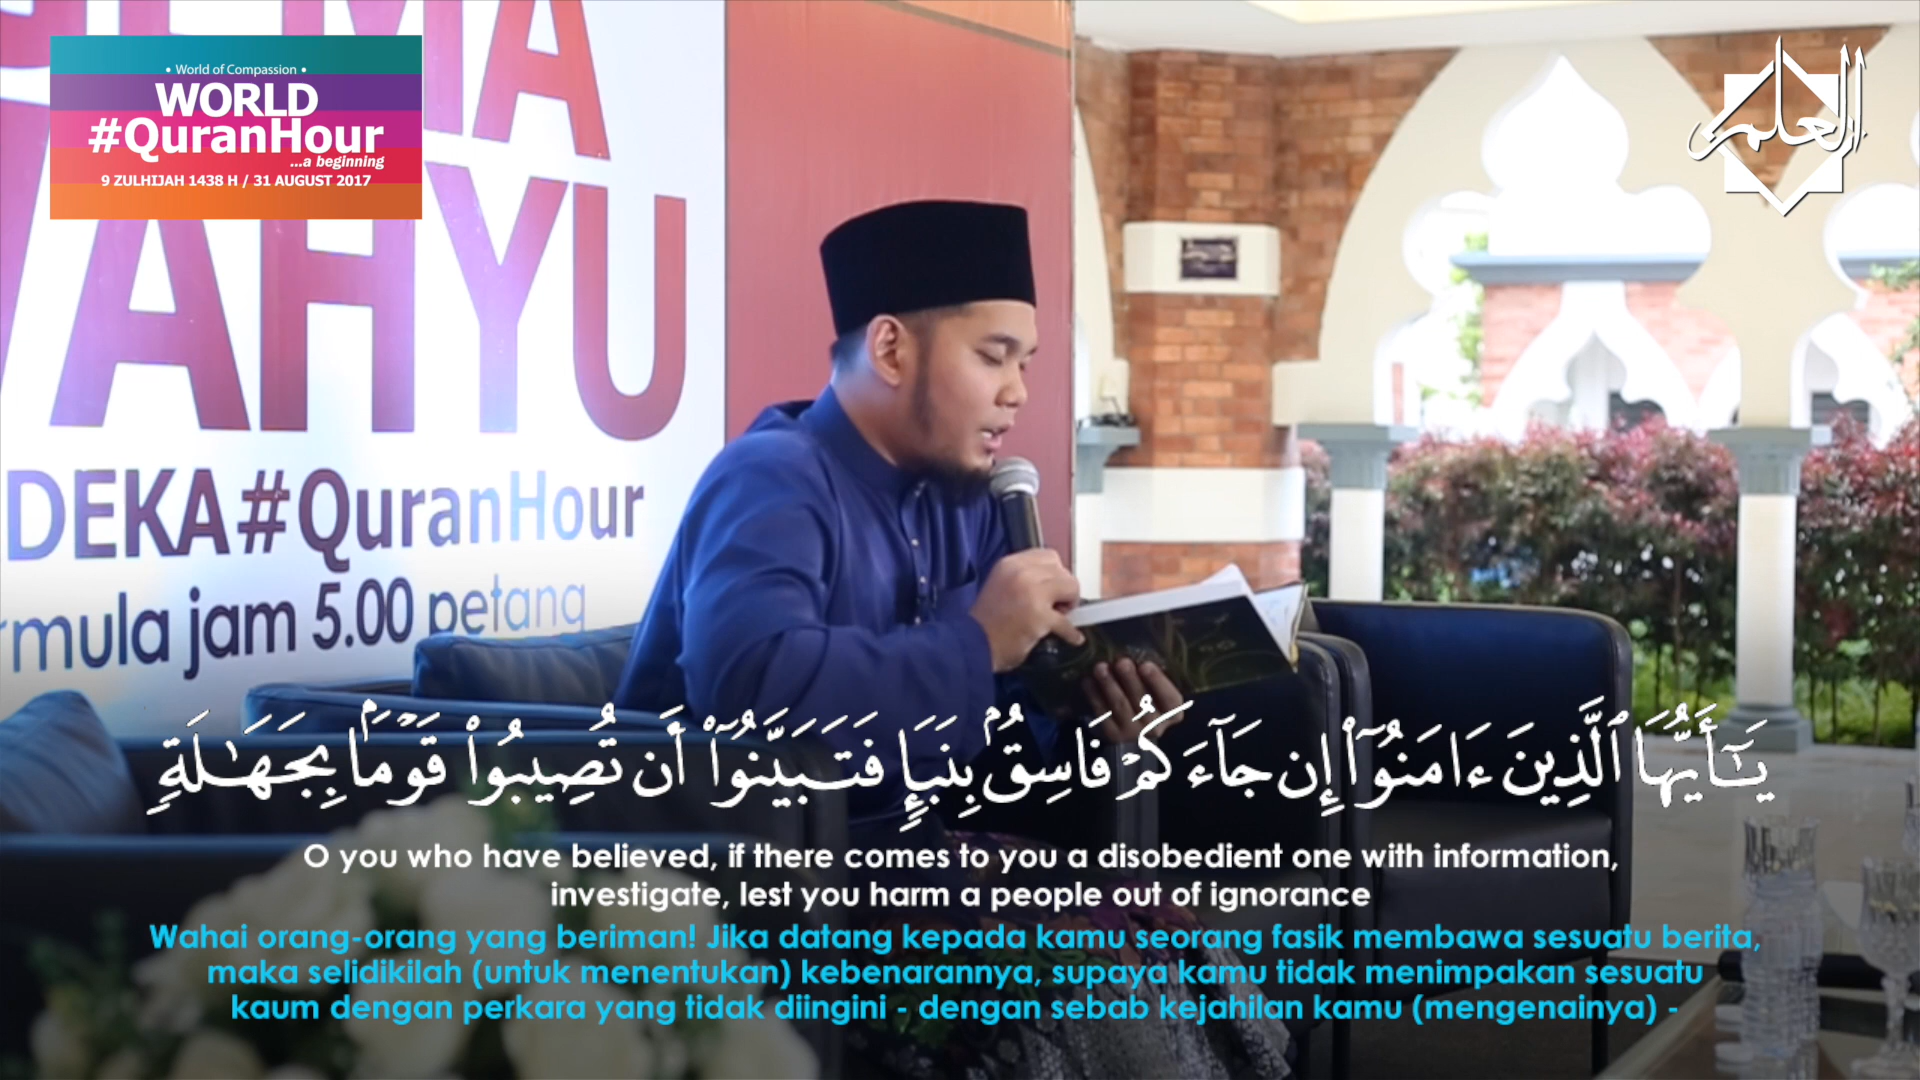 • World of Compassion •
WORLD
#QuranHour
...a beginning
9 ZULHIJAH 1438 H / 31 AUGUST 2017
العلمي
AHYU
DEKA#QuranHour
jam 5.00 petang
يَـٰٓأَيُّهَا ٱلَّذِينَ ءَامَنُوٓا۟ إِن جَآءَكُمْ فَاسِقٌۢ بِنَبَإٍ فَتَبَيَّنُوٓا۟ أَن تُصِيبُوا۟ قَوْمًۢا بِجَهَـٰلَةٍ
O you who have believed, if there comes to you a disobedient one with information,
investigate, lest you harm a people out of ignorance
Wahai orang-orang yang beriman! Jika datang kepada kamu seorang fasik membawa sesuatu berita,
maka selidikilah (untuk menentukan) kebenarannya, supaya kamu tidak menimpakan sesuatu
kaum dengan perkara yang tidak diingini - dengan sebab kejahilan kamu (mengenainya) -